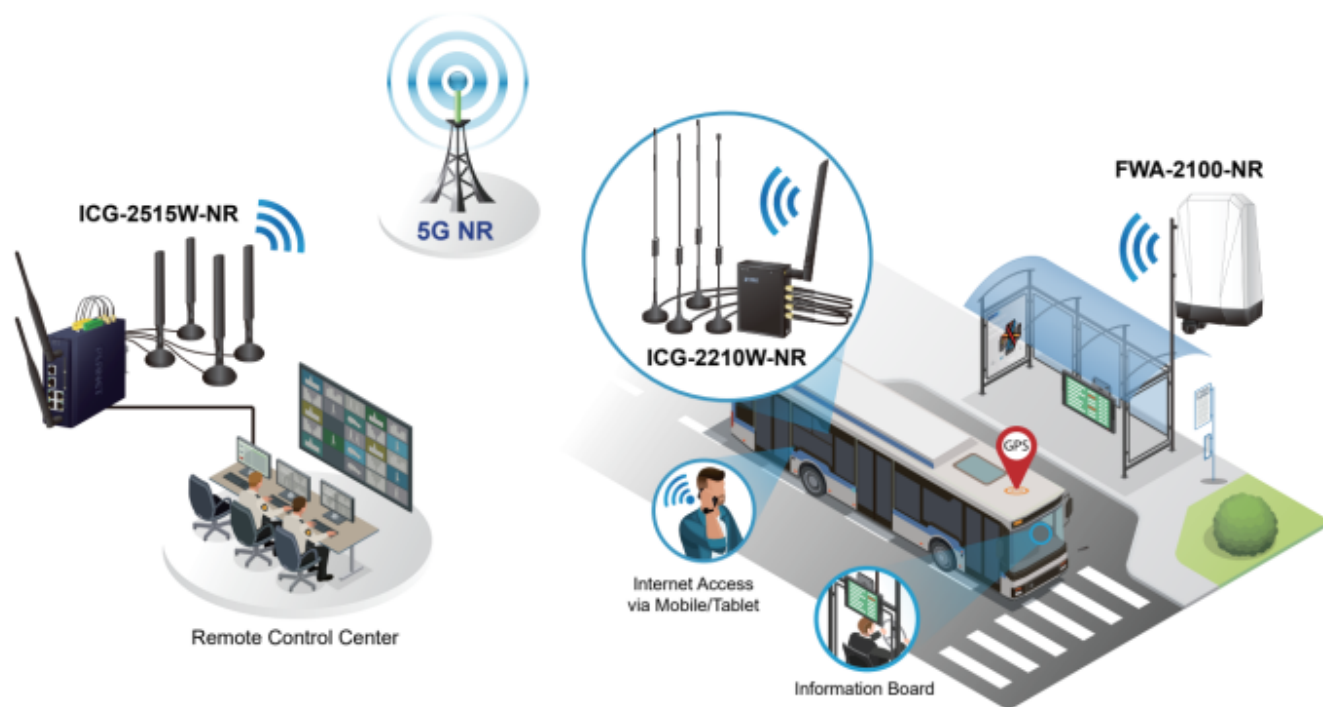 ICG-2515W-NR
5G NR
ICG-2210W-NR
FWA-2100-NR
GPS
PLANET
Internet Access
via Mobile/Tablet
Information Board
Remote Control Center